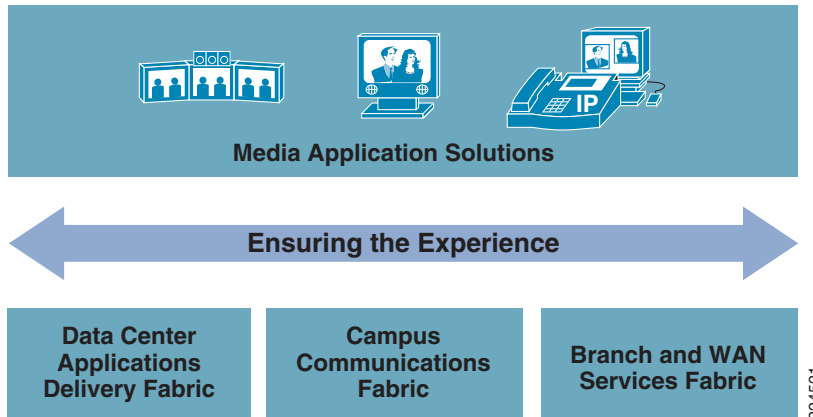 IP
Media Application Solutions
Ensuring the Experience
Data Center
Applications
Delivery Fabric
Campus
Communications
Fabric
Branch and WAN
Services Fabric